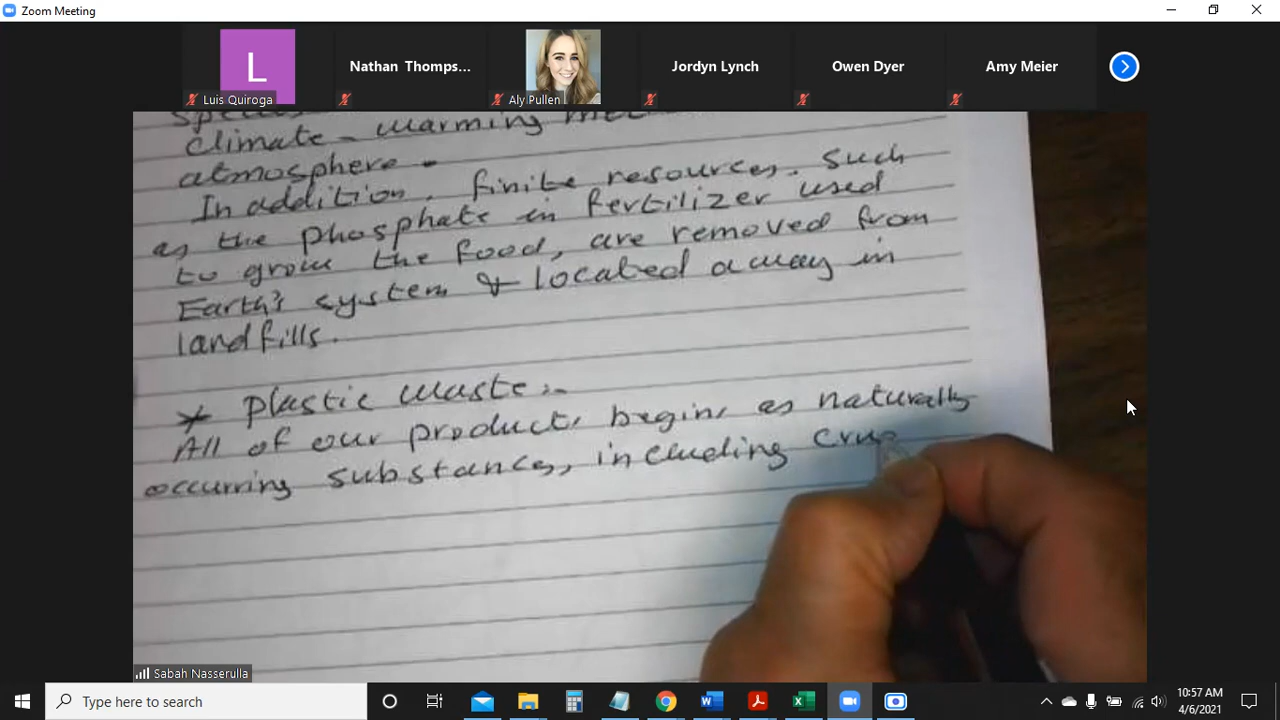 Zoom Meeting
L
Luis Quiroga
Nathan Thomps...
Aly Pullen
Jordyn Lynch
Owen Dyer
Amy Meier
climate - warming
atmosphere
In addition, finite resources, such
as the phosphate in fertilizer used
to grow the food, are removed from
Earth's system & located away in
landfills.
* Plastic Waste :-
All of our products begins as naturally
occurring substances, including cru
Sabah Nasserulla
Type here to search
10:57 AM
4/6/2021